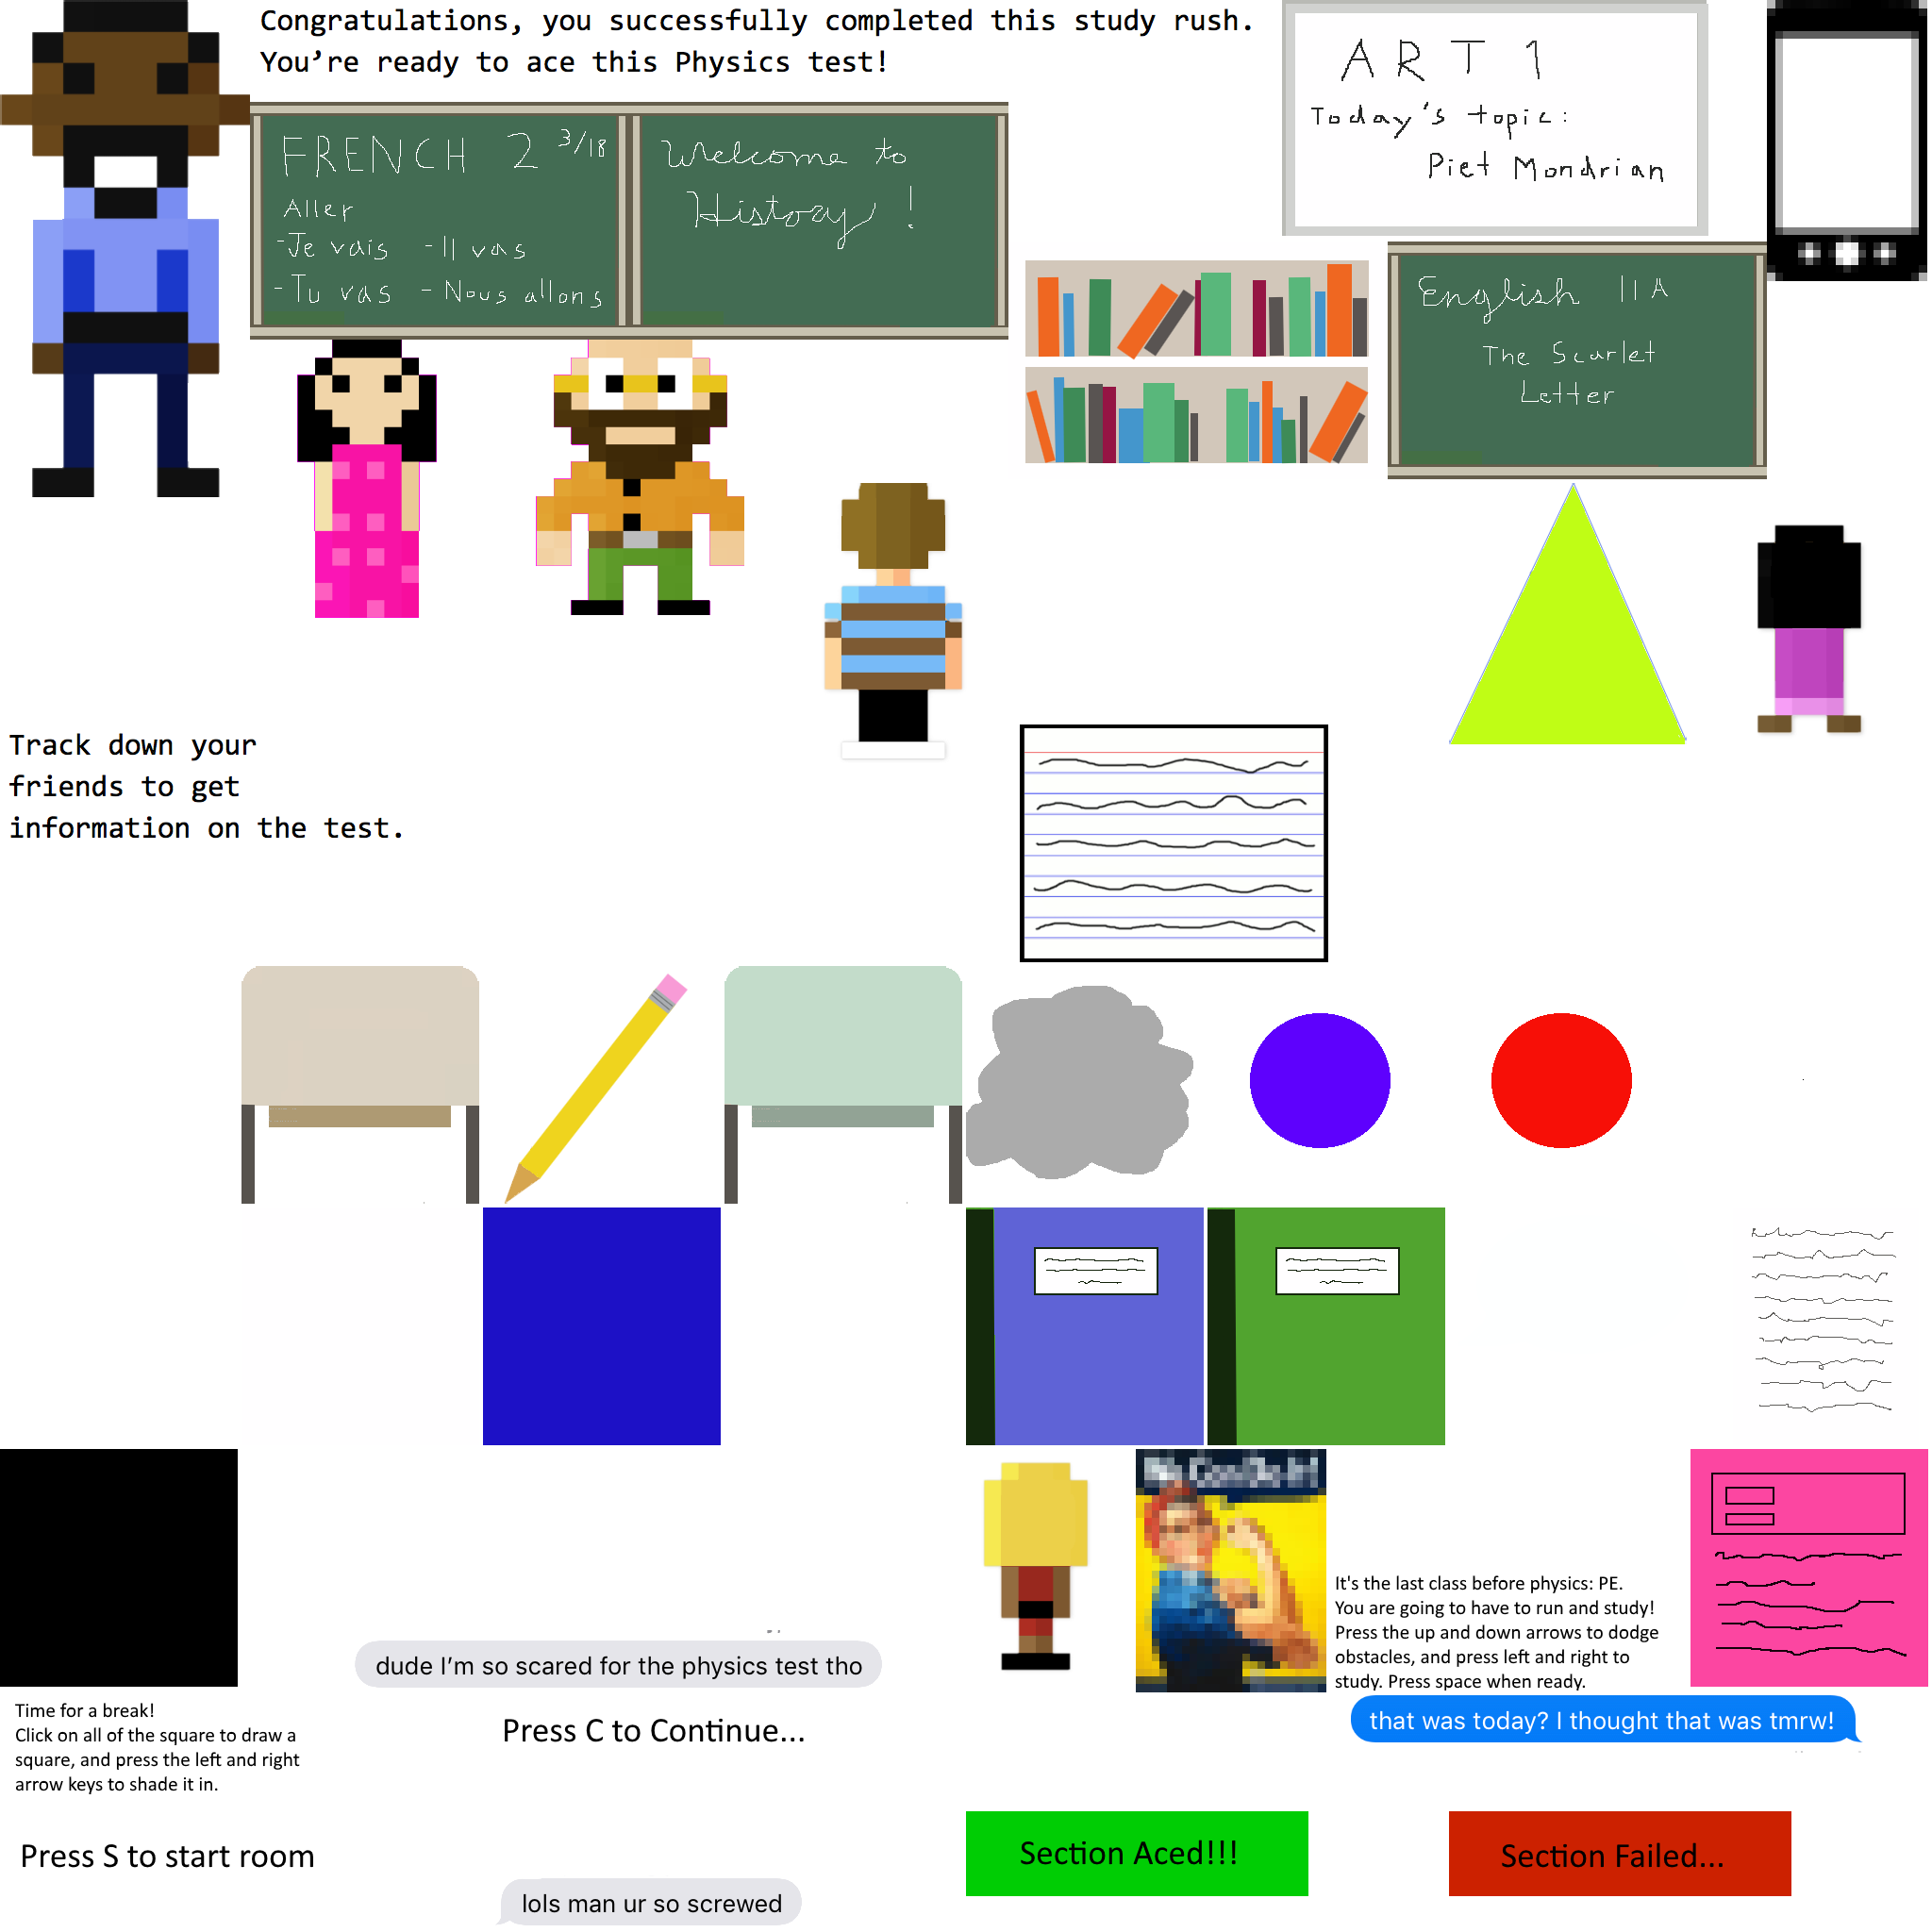 Congratulations, you successfully completed this study rush.
You’re ready to ace this Physics test!
ART 1
Today's topic:
Piet Mondrian
FRENCH 2 3/18
Aller
-Je vais -Il vas
-Tu vas - Nous allons
Welcome to
History!
English 11A
The Scarlet
Letter
Track down your
friends to get
information on the test.
It's the last class before physics: PE.
You are going to have to run and study!
Press the up and down arrows to dodge
obstacles, and press left and right to
study. Press space when ready.
dude I’m so scared for the physics test tho
Time for a break!
Click on all of the square to draw a
square, and press the left and right
arrow keys to shade it in.
Press C to Continue...
that was today? I thought that was tmrw!
Press S to start room
Section Aced!!!
Section Failed...
lols man ur so screwed